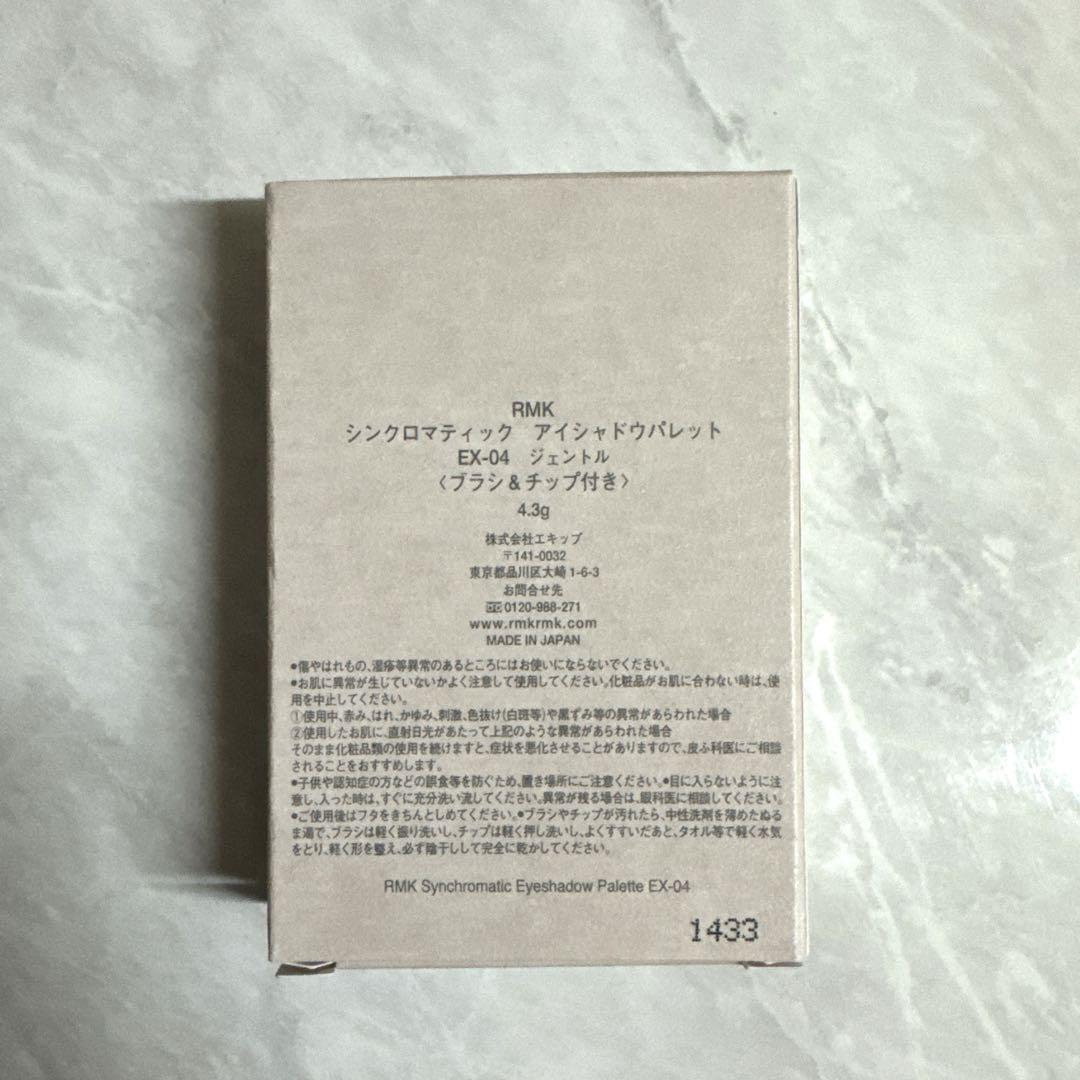 RMK
シンクロマティック　アイシャドウパレット
EX-04　ジェントル
〈ブラシ&チップ付き〉
4.3g
株式会社エキップ
〒141-0032
東京都品川区大崎1-6-3
お問合せ先
0120-988-271
www.rmkrmk.com
MADE IN JAPAN
●傷やはれもの、湿疹等異常のあるところにはお使いにならないでください。
●お肌に異常が生じていないかよく注意して使用してください。化粧品がお肌に合わない時は、使
用を中止してください。
①使用中、赤み、はれ、かゆみ、刺激、色抜け(白斑等)や黒ずみ等の異常があらわれた場合
②使用したお肌に、直射日光があたって上記のような異常があらわれた場合
そのまま化粧品類の使用を続けますと、症状を悪化させることがありますので、皮ふ科医にご相談
されることをおすすめします。
●子供や認知症の方などの誤食等を防ぐため、置き場所にご注意ください。●目に入らないように注
意し、入った時は、すぐに充分洗い流してください。異常が残る場合は、眼科医に相談してください。
●ご使用後はフタをきちんとしめてください。●ブラシやチップが汚れたら、中性洗剤を薄めたぬる
ま湯で、ブラシは軽く振り洗いし、チップは軽く押し洗いし、よくすすいだあと、タオル等で軽く水気
をとり、軽く形を整え、必ず陰干しして完全に乾かしてください。
RMK Synchromatic Eyeshadow Palette EX-04
1433